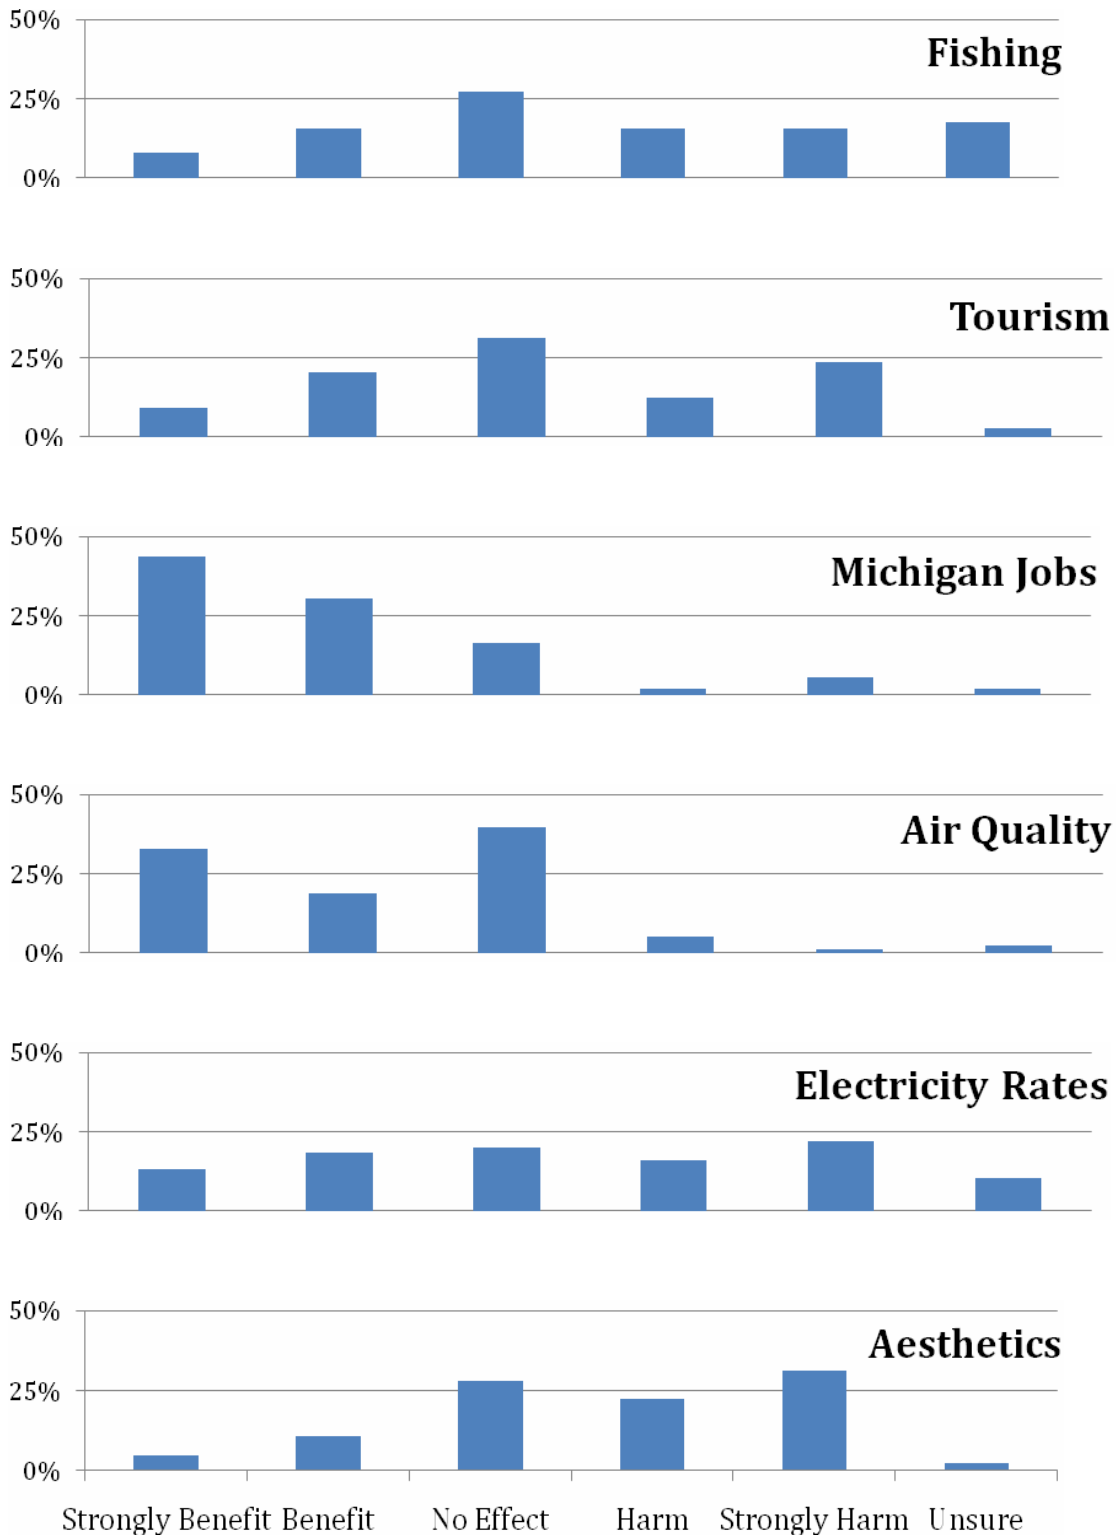 50%
Fishing
25%
0%
50%
Tourism
25%
0%
50%
Michigan Jobs
25%
0%
50%
Air Quality
25%
0%
50%
Electricity Rates
25%
0%
50%
Aesthetics
25%
0%
Strongly Benefit Benefit No Effect Harm Strongly Harm Unsure